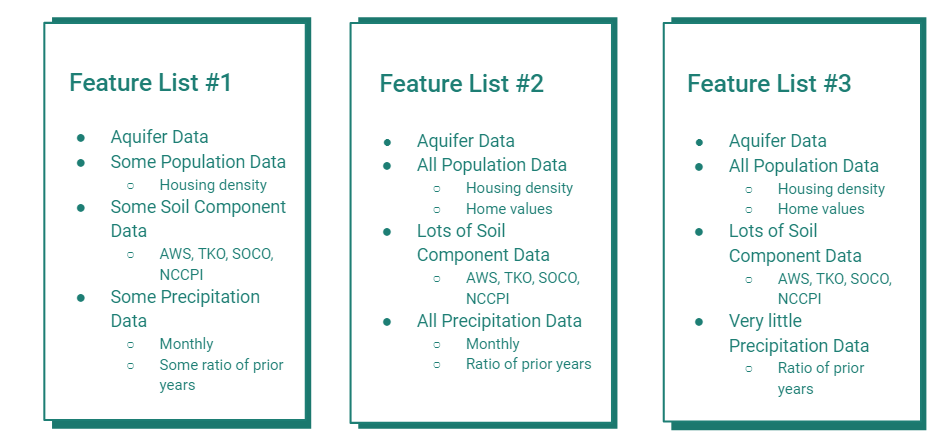 Feature List #1
● Aquifer Data
● Some Population Data
○ Housing density
● Some Soil Component
Data
○ AWS, TKO, SOCO,
NCCPI
● Some Precipitation
Data
○ Monthly
○ Some ratio of prior
years
Feature List #2
● Aquifer Data
● All Population Data
○ Housing density
○ Home values
● Lots of Soil
Component Data
○ AWS, TKO, SOCO,
NCCPI
● All Precipitation Data
○ Monthly
○ Ratio of prior years
Feature List #3
● Aquifer Data
● All Population Data
○ Housing density
○ Home values
● Lots of Soil
Component Data
○ AWS, TKO, SOCO,
NCCPI
● Very little
Precipitation Data
○ Ratio of prior
years